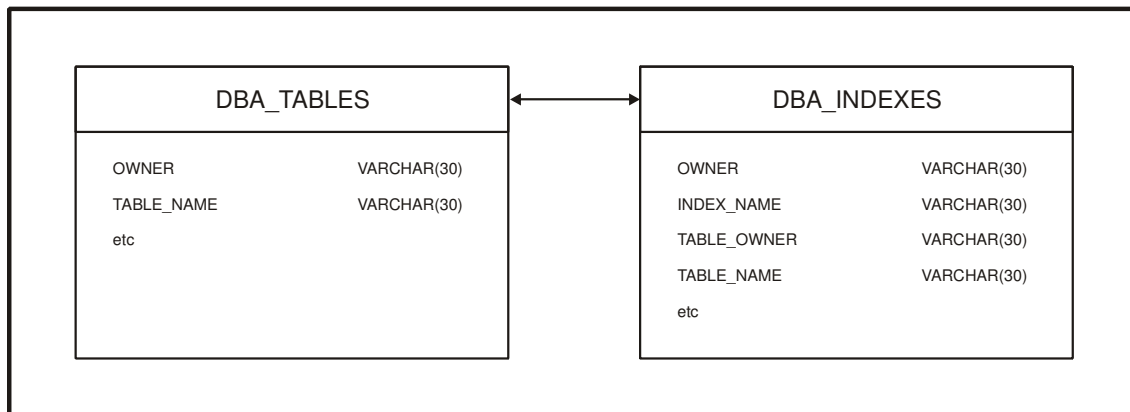 DBA_TABLES
OWNER VARCHAR(30)
TABLE_NAME VARCHAR(30)
etc
DBA_INDEXES
OWNER VARCHAR(30)
INDEX_NAME VARCHAR(30)
TABLE_OWNER VARCHAR(30)
TABLE_NAME VARCHAR(30)
etc